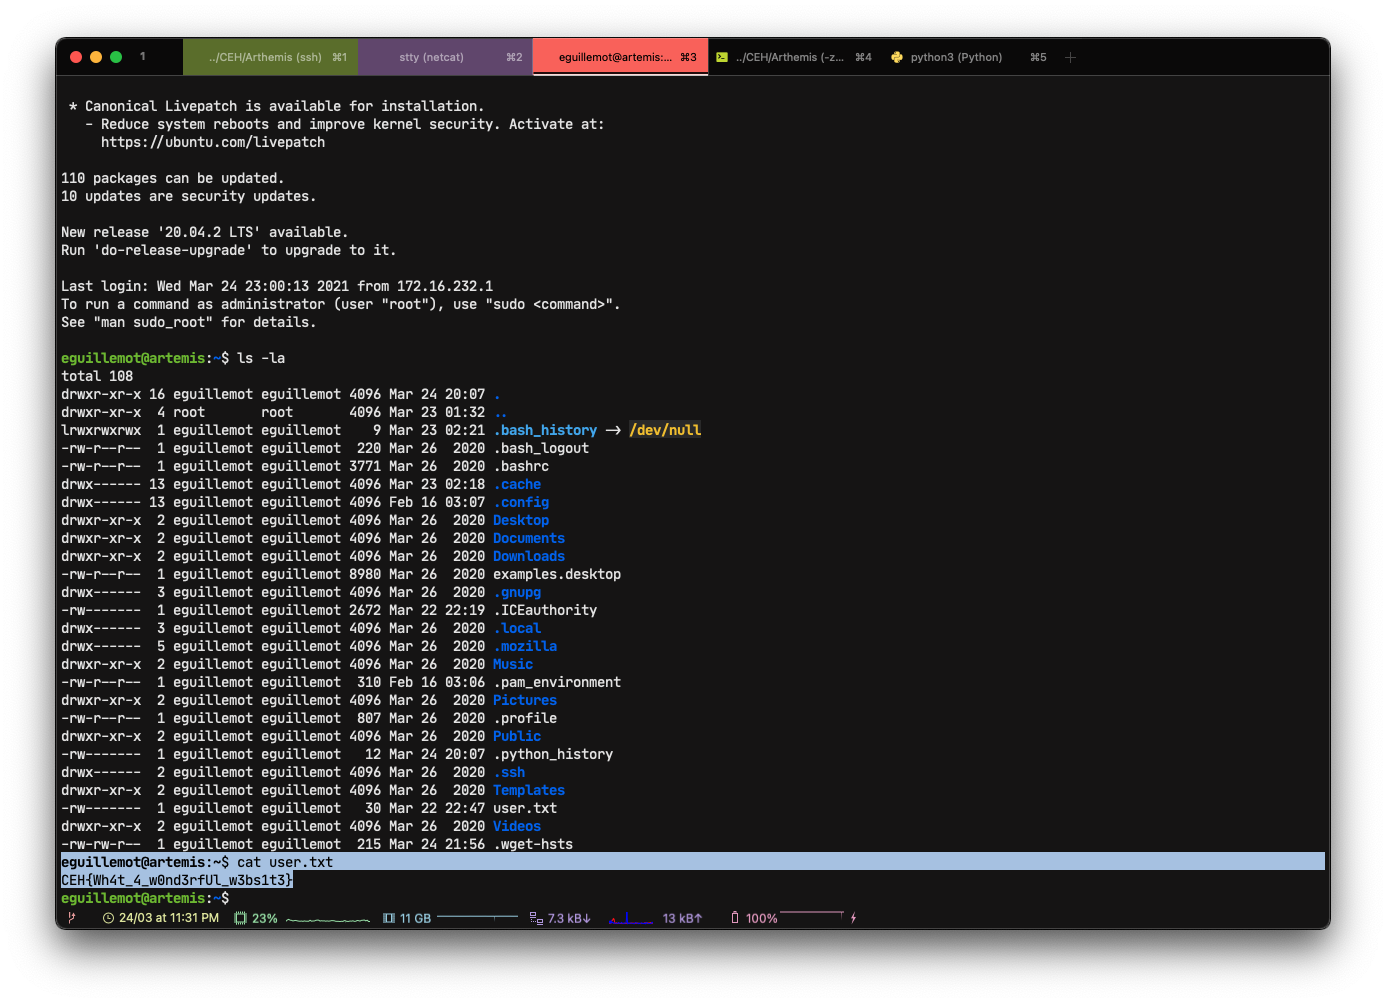 1 ../CEH/Arthemis (ssh) ⌘1 stty (netcat) ⌘2 eguillemot@artemis:... ⌘3 ../CEH/Arthemis (-z... ⌘4 python3 (Python) ⌘5 +
* Canonical Livepatch is available for installation.
- Reduce system reboots and improve kernel security. Activate at:
https://ubuntu.com/livepatch
110 packages can be updated.
10 updates are security updates.
New release '20.04.2 LTS' available.
Run 'do-release-upgrade' to upgrade to it.
Last login: Wed Mar 24 23:00:13 2021 from 172.16.232.1
To run a command as administrator (user "root"), use "sudo <command>".
See "man sudo_root" for details.
eguillemot@artemis:~$ ls -la
total 108
drwxr-xr-x 16 eguillemot eguillemot 4096 Mar 24 20:07 .
drwxr-xr-x  4 root       root       4096 Mar 23 01:32 ..
lrwxrwxrwx  1 eguillemot eguillemot    9 Mar 23 02:21 .bash_history -> /dev/null
-rw-r--r--  1 eguillemot eguillemot  220 Mar 26  2020 .bash_logout
-rw-r--r--  1 eguillemot eguillemot 3771 Mar 26  2020 .bashrc
drwx------ 13 eguillemot eguillemot 4096 Mar 23 02:18 .cache
drwx------ 13 eguillemot eguillemot 4096 Feb 16 03:07 .config
drwxr-xr-x  2 eguillemot eguillemot 4096 Mar 26  2020 Desktop
drwxr-xr-x  2 eguillemot eguillemot 4096 Mar 26  2020 Documents
drwxr-xr-x  2 eguillemot eguillemot 4096 Mar 26  2020 Downloads
-rw-r--r--  1 eguillemot eguillemot 8980 Mar 26  2020 examples.desktop
drwx------  3 eguillemot eguillemot 4096 Mar 26  2020 .gnupg
-rw-------  1 eguillemot eguillemot 2672 Mar 22 22:19 .ICEauthority
drwx------  3 eguillemot eguillemot 4096 Mar 26  2020 .local
drwx------  5 eguillemot eguillemot 4096 Mar 26  2020 .mozilla
drwxr-xr-x  2 eguillemot eguillemot 4096 Mar 26  2020 Music
-rw-r--r--  1 eguillemot eguillemot  310 Feb 16 03:06 .pam_environment
drwxr-xr-x  2 eguillemot eguillemot 4096 Mar 26  2020 Pictures
-rw-r--r--  1 eguillemot eguillemot  807 Mar 26  2020 .profile
drwxr-xr-x  2 eguillemot eguillemot 4096 Mar 26  2020 Public
-rw-------  1 eguillemot eguillemot   12 Mar 24 20:07 .python_history
drwx------  2 eguillemot eguillemot 4096 Mar 26  2020 .ssh
drwxr-xr-x  2 eguillemot eguillemot 4096 Mar 26  2020 Templates
-rw-------  1 eguillemot eguillemot   30 Mar 22 22:47 user.txt
drwxr-xr-x  2 eguillemot eguillemot 4096 Mar 26  2020 Videos
-rw-rw-r--  1 eguillemot eguillemot  215 Mar 24 21:56 .wget-hsts
eguillemot@artemis:~$ cat user.txt
CEH{Wh4t_4_w0nd3rfUl_w3bs1t3}
eguillemot@artemis:~$
24/03 at 11:31 PM 23% 11 GB 7.3 kB↓ 13 kB↑ 100%